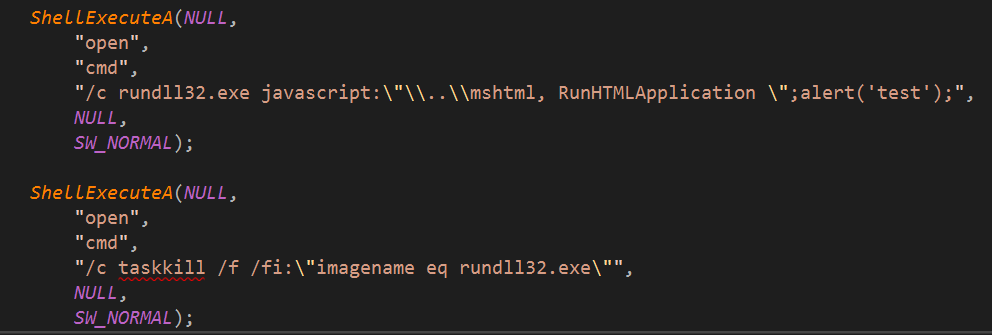 ShellExecuteA(NULL,
"open",
"cmd",
"/c rundll32.exe javascript:\"\\..\\mshtml, RunHTMLApplication \";alert('test');",
NULL,
SW_NORMAL);
ShellExecuteA(NULL,
"open",
"cmd",
"/c taskkill /f /fi:\"imagename eq rundll32.exe\"",
NULL,
SW_NORMAL);